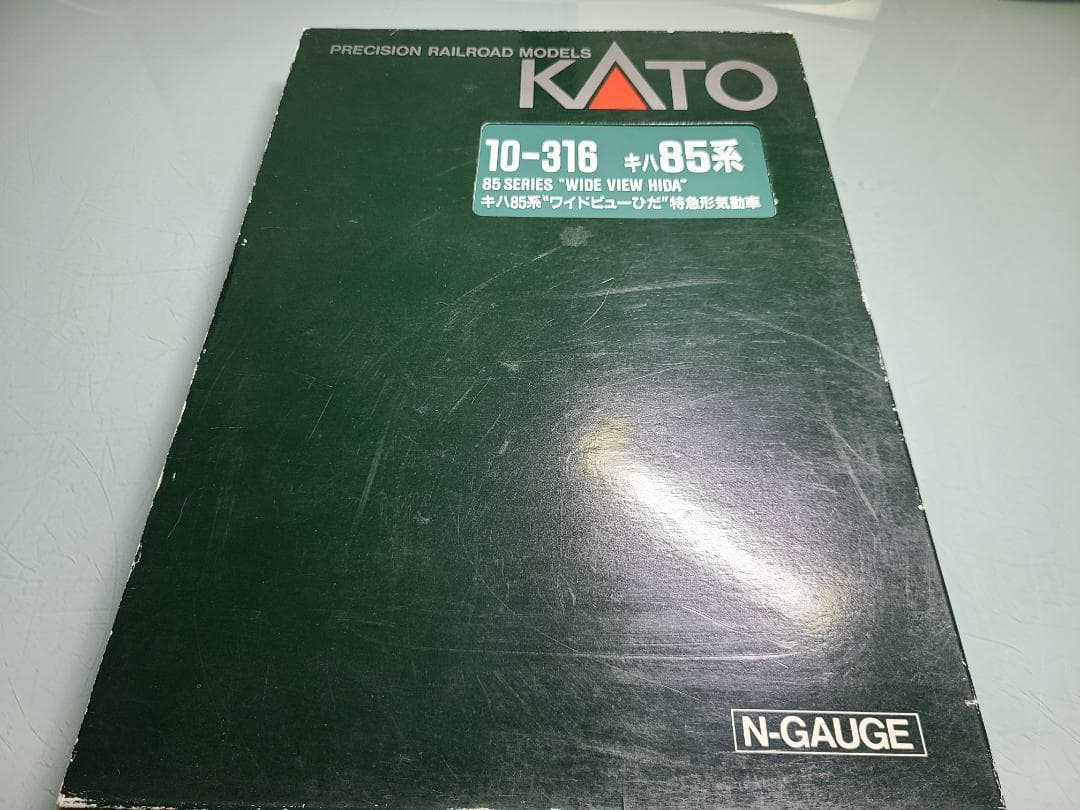 PRECISION RAILROAD MODELS
KATO
10-316 キハ85系
85 SERIES "WIDE VIEW HIDA"
キハ85系"ワイドビューひだ"特急形気動車
N-GAUGE